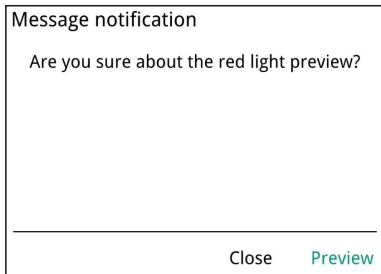 Message notification
Are you sure about the red light preview?
Close Preview